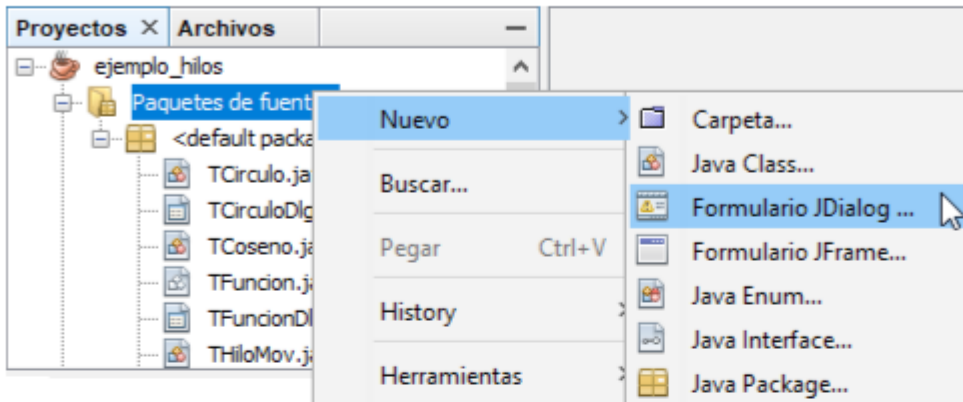 Proyectos Archivos
ejemplo_hilos
Paquetes de fuent
<default packa
TCirculo.ja
TCirculoDlg
TCoseno.ja
TFuncion.ja
TFuncionDl
THiloMov.ja
Nuevo
Buscar...
Pegar Ctrl+V
History
Herramientas
Carpeta...
Java Class...
Formulario JDialog ...
Formulario JFrame...
Java Enum...
Java Interface...
Java Package...